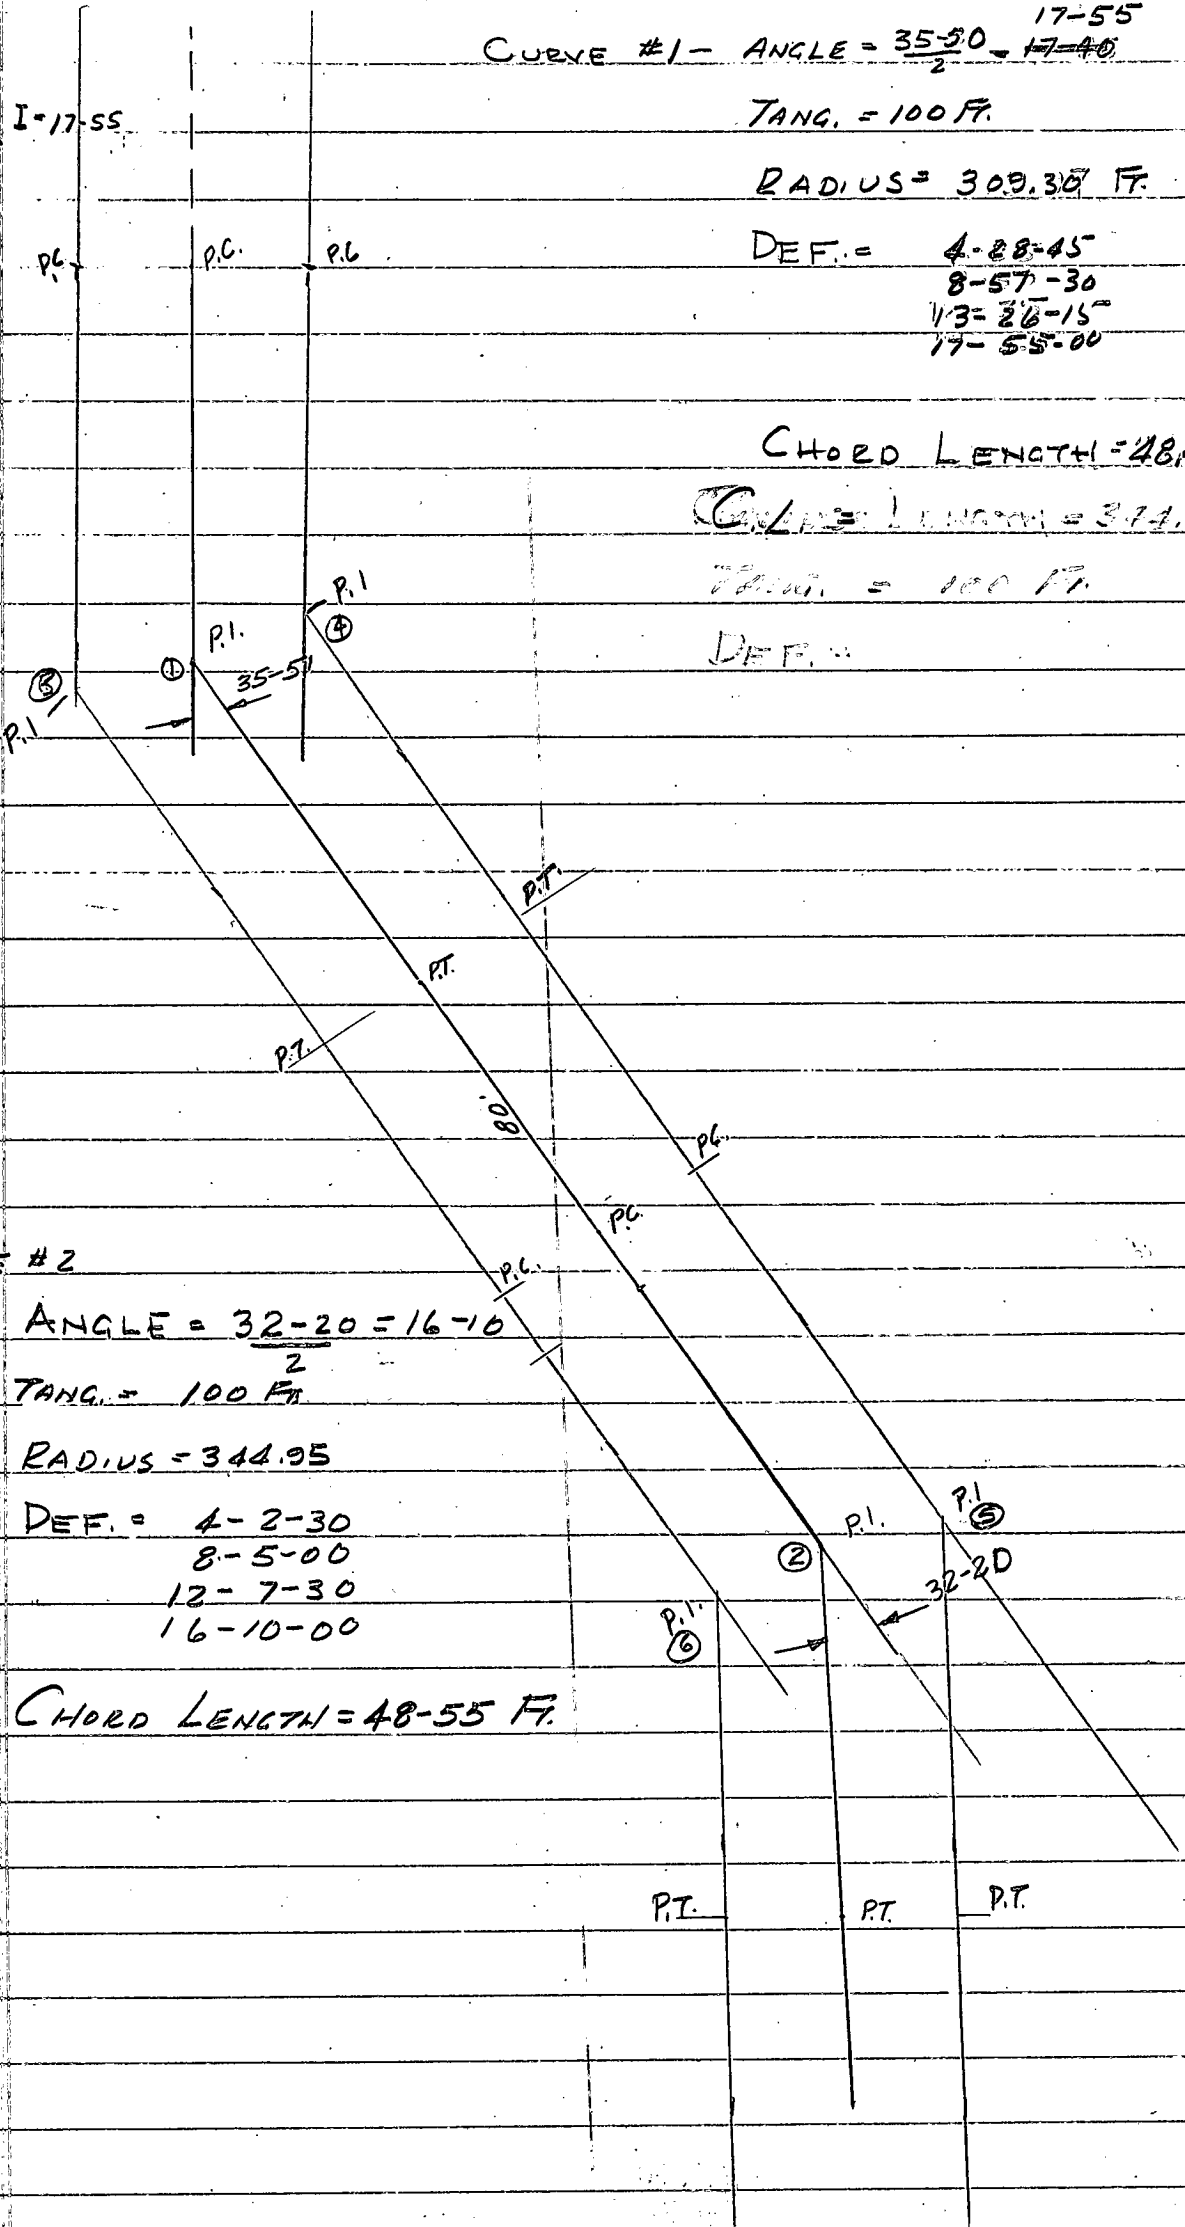 17-55
CURVE #1 - ANGLE = 35-50/2 = 17-40
I = 17-55
TANG. = 100 FT.
RADIUS = 309.30 FT.
P.C. P.C. P.C.
DEF. = 4-28-45
8-57-30
13-26-15
17-55-00
CHORD LENGTH = 48.
LENGTH = 344.
TANG. = 100 FT.
DEF. =
P.I
④
P.I.
①
35-51
③
P.I
P.T.
P.T.
P.T.
80'
P.C.
P.C.
P.C.
#2
ANGLE = 32-20/2 = 16-10
TANG. = 100 FT.
RADIUS = 344.95
DEF. = 4-2-30
8-5-00
12-7-30
16-10-00
P.I
⑤
P.I.
②
32-20
P.I.
⑥
CHORD LENGTH = 48-55 FT.
P.T. P.T. P.T.